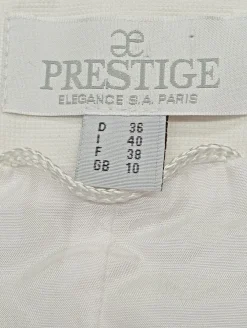 æ
PRESTIGE
ELEGANCE S.A. PARIS
D 36
I 40
F 38
GB 10